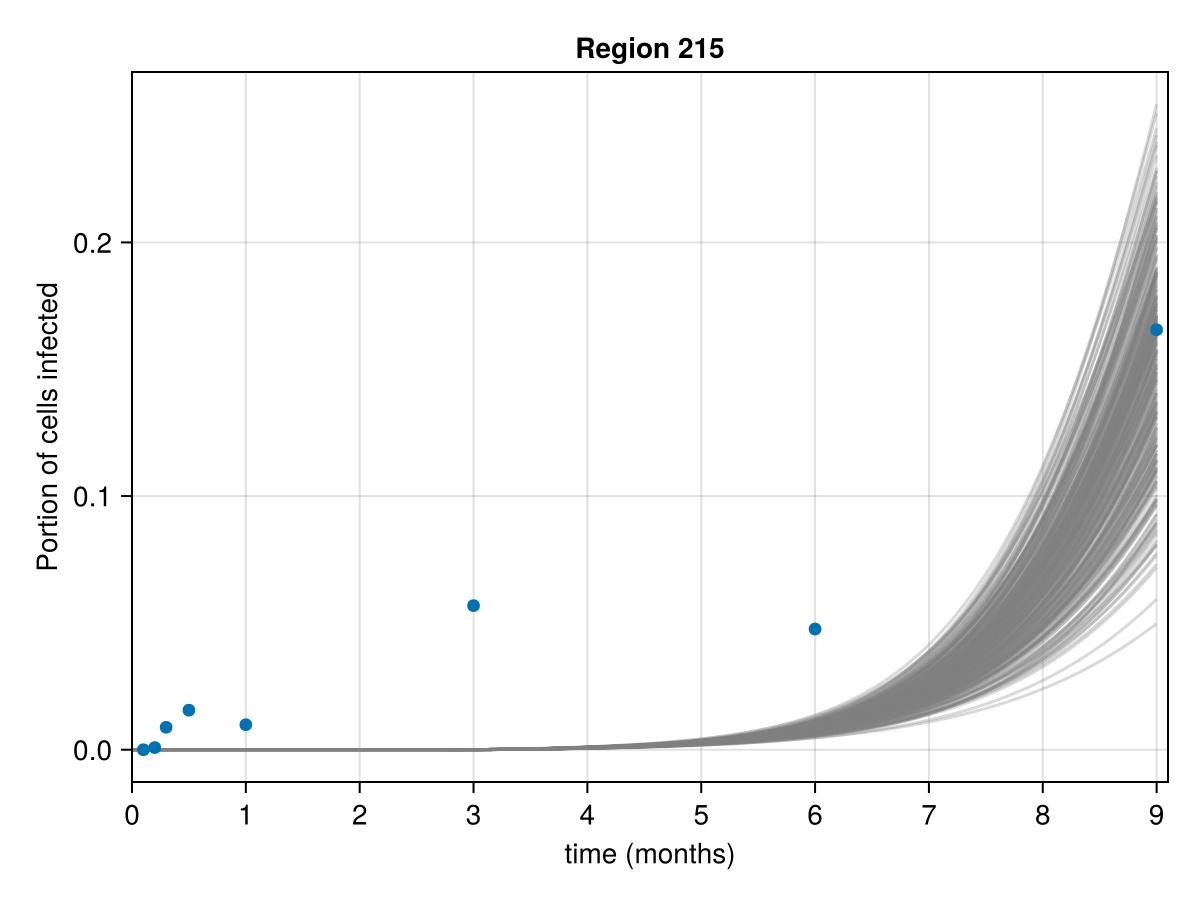 Region 215
Portion of cells infected
0.2
0.1
0.0
0 1 2 3 4 5 6 7 8 9
time (months)